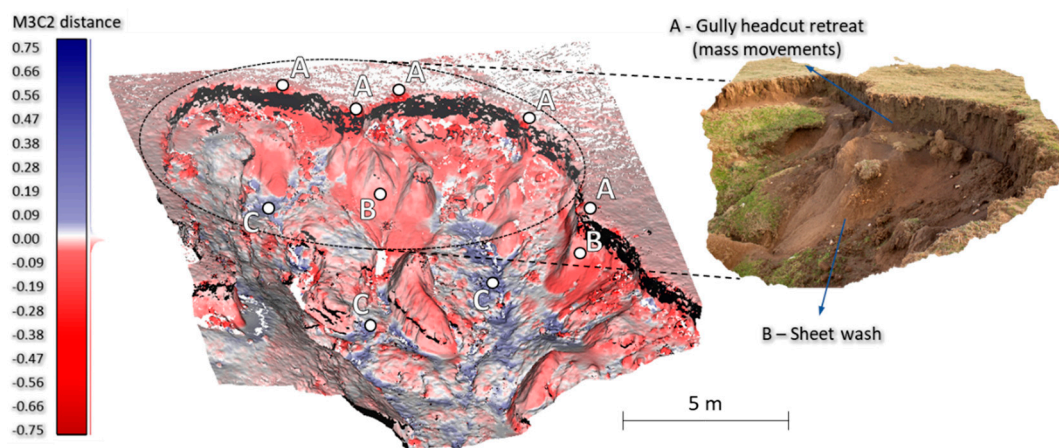 M3C2 distance
0.75
0.66
0.56
0.47
0.38
0.28
0.19
0.09
0.00
-0.09
-0.19
-0.28
-0.38
-0.47
-0.56
-0.66
-0.75
A
A
A
A
A
B
B
C
C
C
5 m
A - Gully headcut retreat
(mass movements)
B – Sheet wash